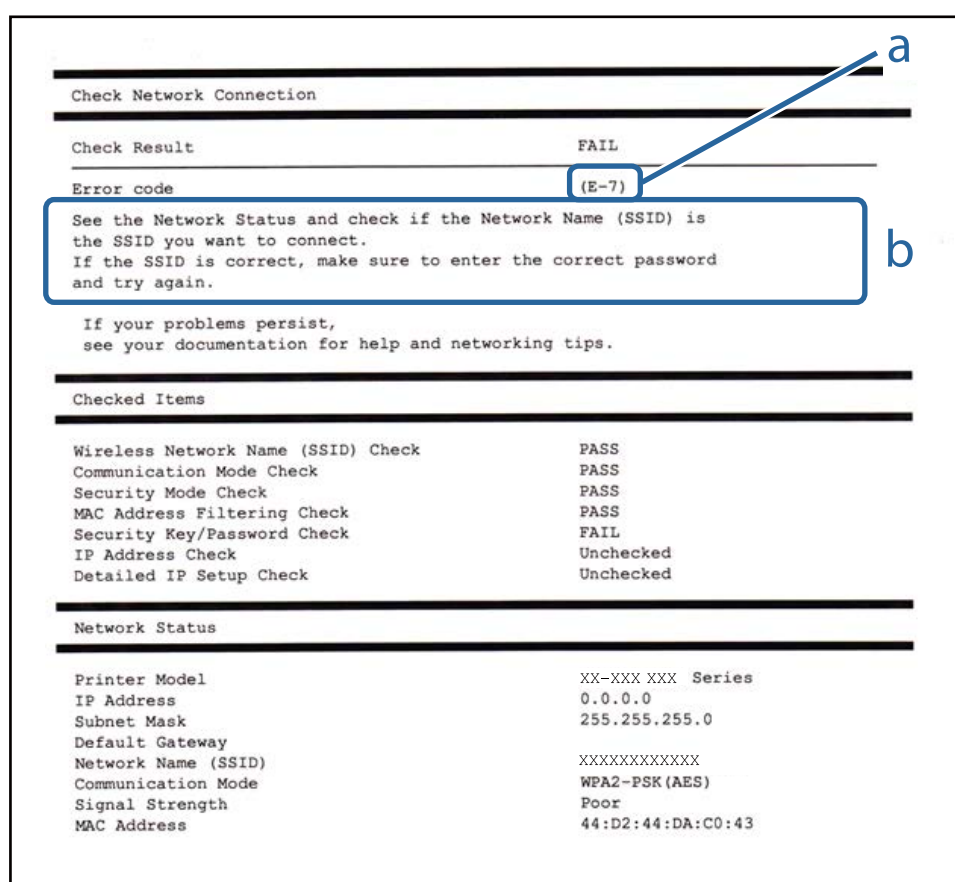 a
Check Network Connection
Check Result FAIL
Error code (E-7)
See the Network Status and check if the Network Name (SSID) is
the SSID you want to connect.
If the SSID is correct, make sure to enter the correct password
and try again.
b
If your problems persist,
see your documentation for help and networking tips.
Checked Items
Wireless Network Name (SSID) Check PASS
Communication Mode Check PASS
Security Mode Check PASS
MAC Address Filtering Check PASS
Security Key/Password Check FAIL
IP Address Check Unchecked
Detailed IP Setup Check Unchecked
Network Status
Printer Model XX-XXX XXX Series
IP Address 0.0.0.0
Subnet Mask 255.255.255.0
Default Gateway
Network Name (SSID) XXXXXXXXXXXX
Communication Mode WPA2-PSK(AES)
Signal Strength Poor
MAC Address 44:D2:44:DA:C0:43